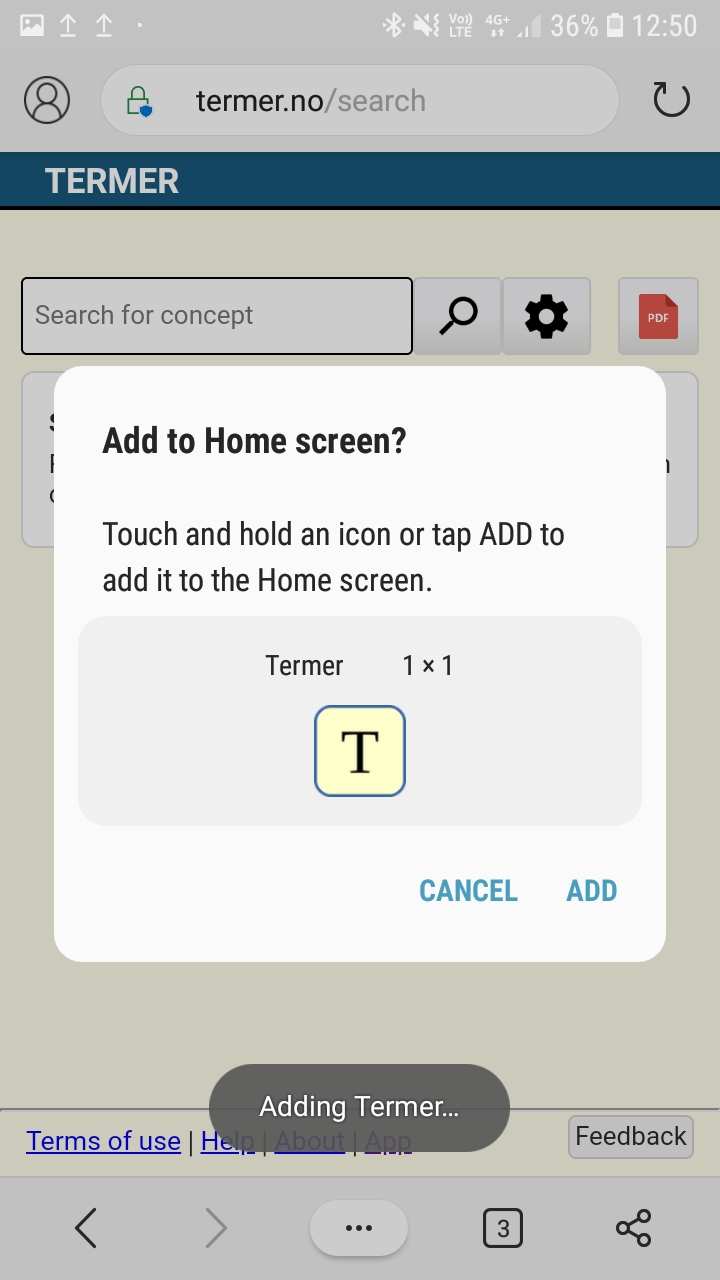 Vo)) LTE 4G+ 36% 12:50
termer.no/search
TERMER
Search for concept
PDF
Add to Home screen?
Touch and hold an icon or tap ADD to
add it to the Home screen.
Termer 1 × 1
T
CANCEL ADD
Adding Termer...
Terms of use | Help | About | App
Feedback
3